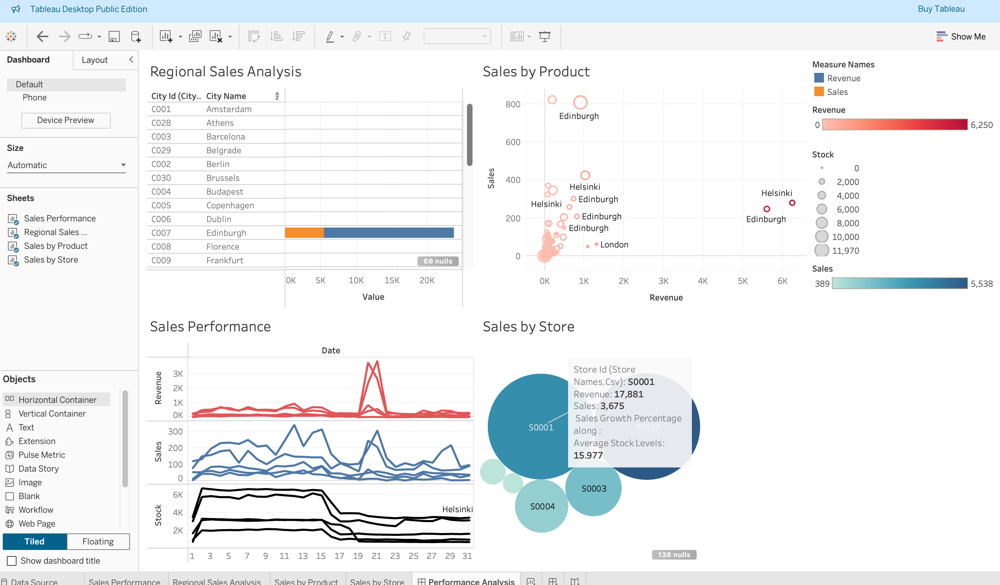 Tableau Desktop Public Edition
Buy Tableau
Show Me
Dashboard
Layout
Default
Phone
Device Preview
Size
Automatic
Sheets
Sales Performance
Regional Sales ...
Sales by Product
Sales by Store
Objects
Horizontal Container
Vertical Container
Text
Extension
Pulse Metric
Data Story
Image
Blank
Workflow
Web Page
Tiled
Floating
Show dashboard title
Regional Sales Analysis
City Id (City.. City Name
C001 Amsterdam
C028 Athens
C003 Barcelona
C029 Belgrade
C002 Berlin
C030 Brussels
C004 Budapest
C005 Copenhagen
C006 Dublin
C007 Edinburgh
C008 Florence
C009 Frankfurt
66 nulls
0K 5K 10K 15K 20K
Value
Sales by Product
Sales
800
600
400
200
0
Edinburgh
Helsinki
Edinburgh
Helsinki
Edinburgh
Edinburgh
London
Helsinki
Edinburgh
0K 1K 2K 3K 4K 5K 6K
Revenue
Measure Names
Revenue
Sales
Revenue
0 6,250
Stock
0
2,000
4,000
6,000
8,000
10,000
11,970
Sales
389 5,538
Sales Performance
Date
Revenue
3K
2K
1K
0K
Sales
300
200
100
0
Stock
6K
4K
2K
Helsinki
1 3 5 7 9 11 13 15 17 19 21 23 25 27 29 31
Sales by Store
S0001
S0002
S0003
S0004
Store Id (Store
Names.Csv): S0001
Revenue: 17,881
Sales: 3,675
Sales Growth Percentage
along :
Average Stock Levels:
15.977
138 nulls
Data Source
Sales Performance
Regional Sales Analysis
Sales by Product
Sales by Store
Performance Analysis